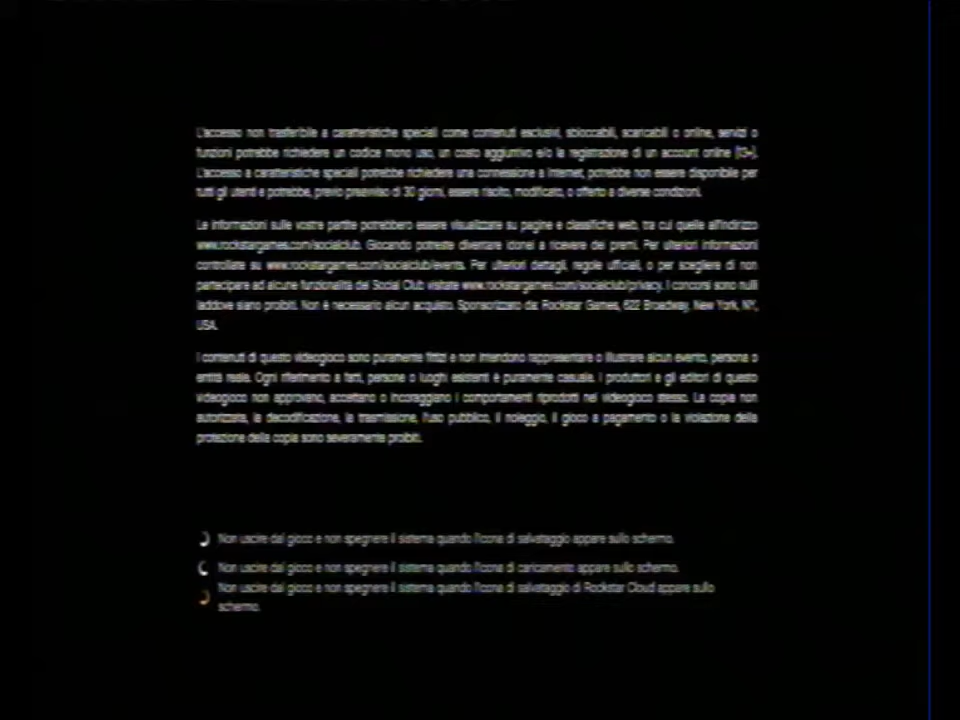 L'accesso non trasferibile a caratteristiche speciali come contenuti esclusivi, sbloccabili, scaricabili o online, servizi o
funzioni potrebbe richiedere un codice mono uso, un costo aggiuntivo e/o la registrazione di un account online (13+).
L'accesso a caratteristiche speciali potrebbe richiedere una connessione a Internet, potrebbe non essere disponibile per
tutti gli utenti e potrebbe, previo preavviso di 30 giorni, essere risolto, modificato, o offerto a diverse condizioni.
Le informazioni sulle vostre partite potrebbero essere visualizzate su pagine e classifiche web, tra cui quelle all'indirizzo
www.rockstargames.com/socialclub. Giocando potreste diventare idonei a ricevere dei premi. Per ulteriori informazioni
controllate su www.rockstargames.com/socialclub/events. Per ulteriori dettagli, regole ufficiali, o per scegliere di non
partecipare ad alcune funzionalità del Social Club visitate www.rockstargames.com/socialclub/privacy. I concorsi sono nulli
laddove siano proibiti. Non è necessario alcun acquisto. Sponsorizzato da: Rockstar Games, 622 Broadway, New York, NY,
USA.
I contenuti di questo videogioco sono puramente fittizi e non intendono rappresentare o illustrare alcun evento, persona o
entità reale. Ogni riferimento a fatti, persone o luoghi esistenti è puramente casuale. I produttori e gli editori di questo
videogioco non approvano, accettano o incoraggiano i comportamenti riprodotti nel videogioco stesso. La copia non
autorizzata, la decodificazione, la trasmissione, l'uso pubblico, il noleggio, il gioco a pagamento o la violazione della
protezione della copia sono severamente proibiti.
Non uscire dal gioco e non spegnere il sistema quando l'icona di salvataggio appare sullo schermo.
Non uscire dal gioco e non spegnere il sistema quando l'icona di caricamento appare sullo schermo.
Non uscire dal gioco e non spegnere il sistema quando l'icona di salvataggio di Rockstar Cloud appare sullo
schermo.